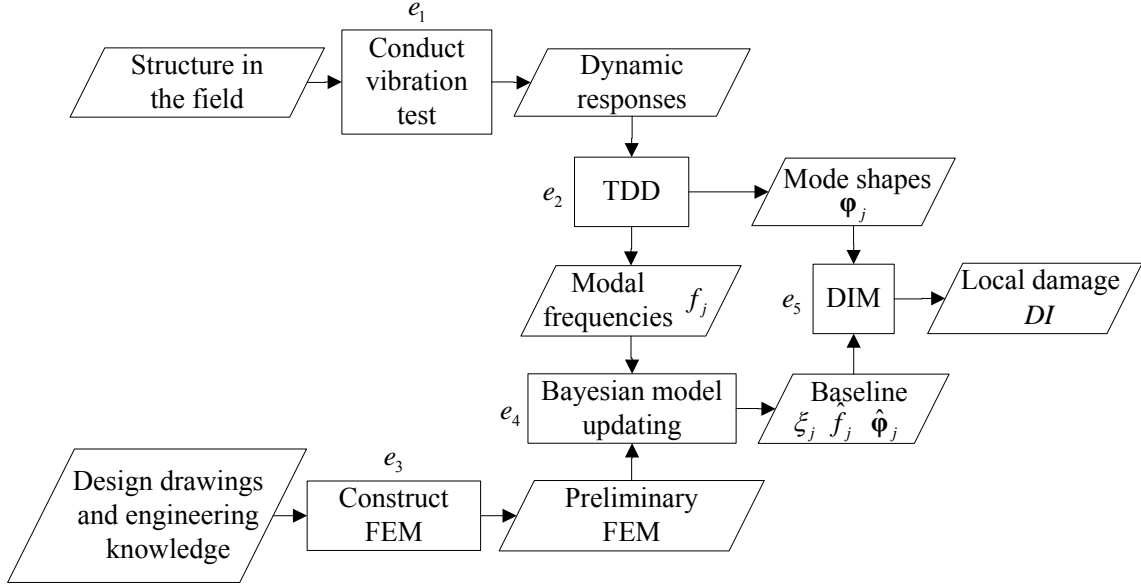 e₁
Structure in
the field
Conduct
vibration
test
Dynamic
responses
e₂
TDD
Mode shapes
φⱼ
Modal
frequencies fⱼ
e₅
DIM
Local damage
DI
e₄
Bayesian model
updating
Baseline
ξⱼ f̂ⱼ φ̂ⱼ
e₃
Design drawings
and engineering
knowledge
Construct
FEM
Preliminary
FEM